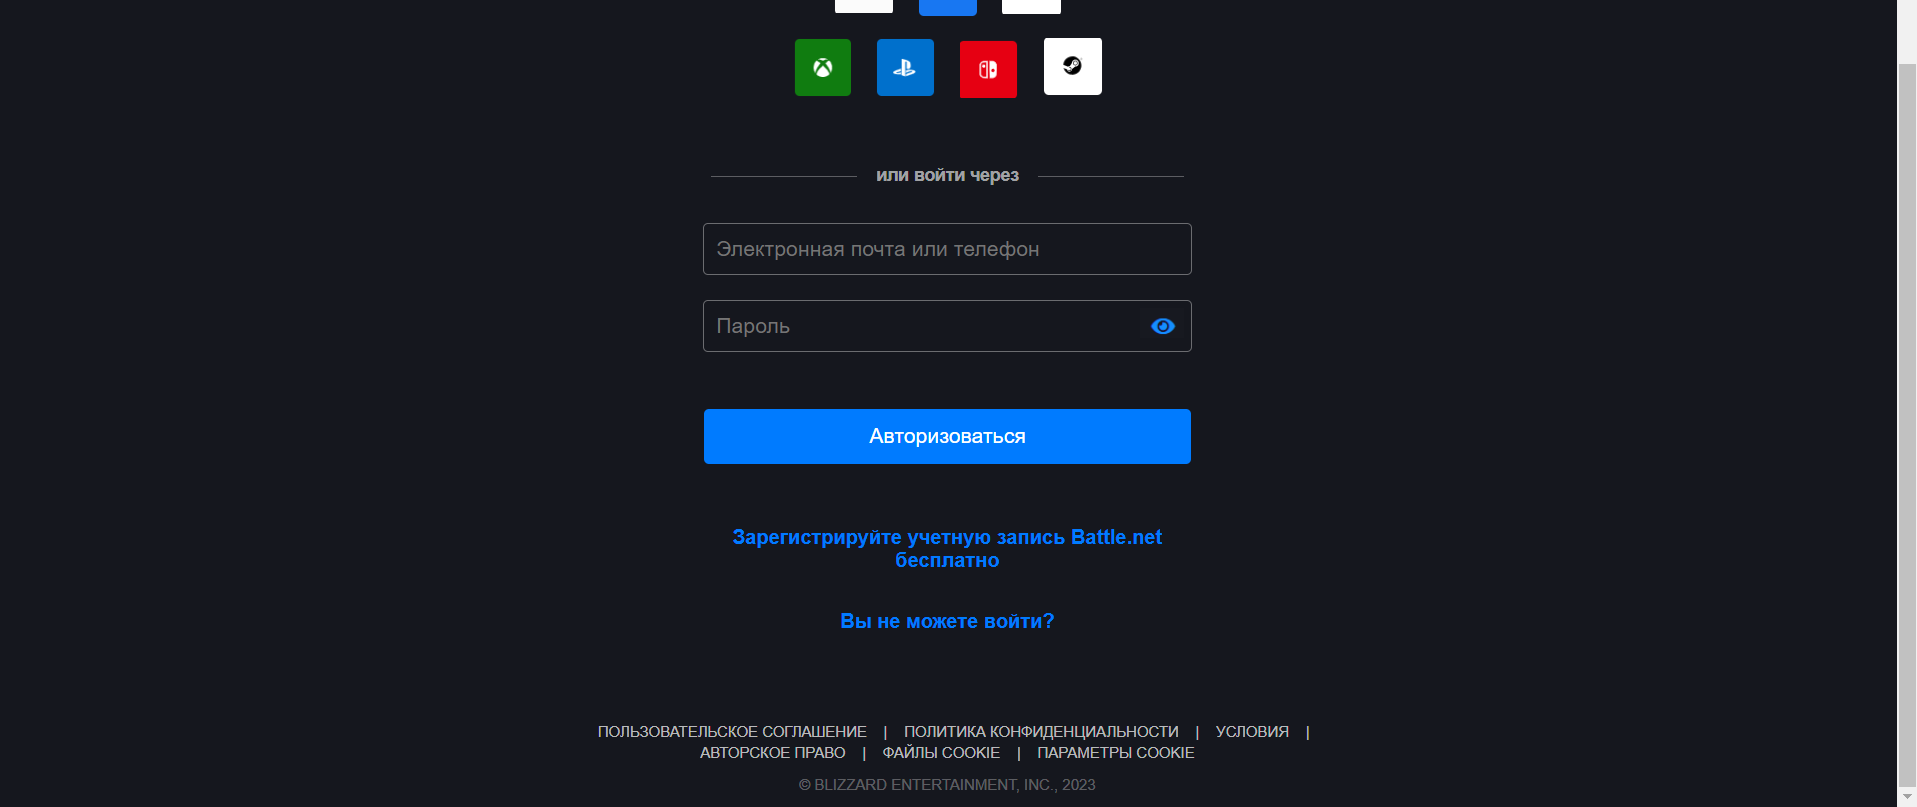 или войти через
Электронная почта или телефон
Пароль
Авторизоваться
Зарегистрируйте учетную запись Battle.net
бесплатно
Вы не можете войти?
ПОЛЬЗОВАТЕЛЬСКОЕ СОГЛАШЕНИЕ | ПОЛИТИКА КОНФИДЕНЦИАЛЬНОСТИ | УСЛОВИЯ |
АВТОРСКОЕ ПРАВО | ФАЙЛЫ COOKIE | ПАРАМЕТРЫ COOKIE
© BLIZZARD ENTERTAINMENT, INC., 2023